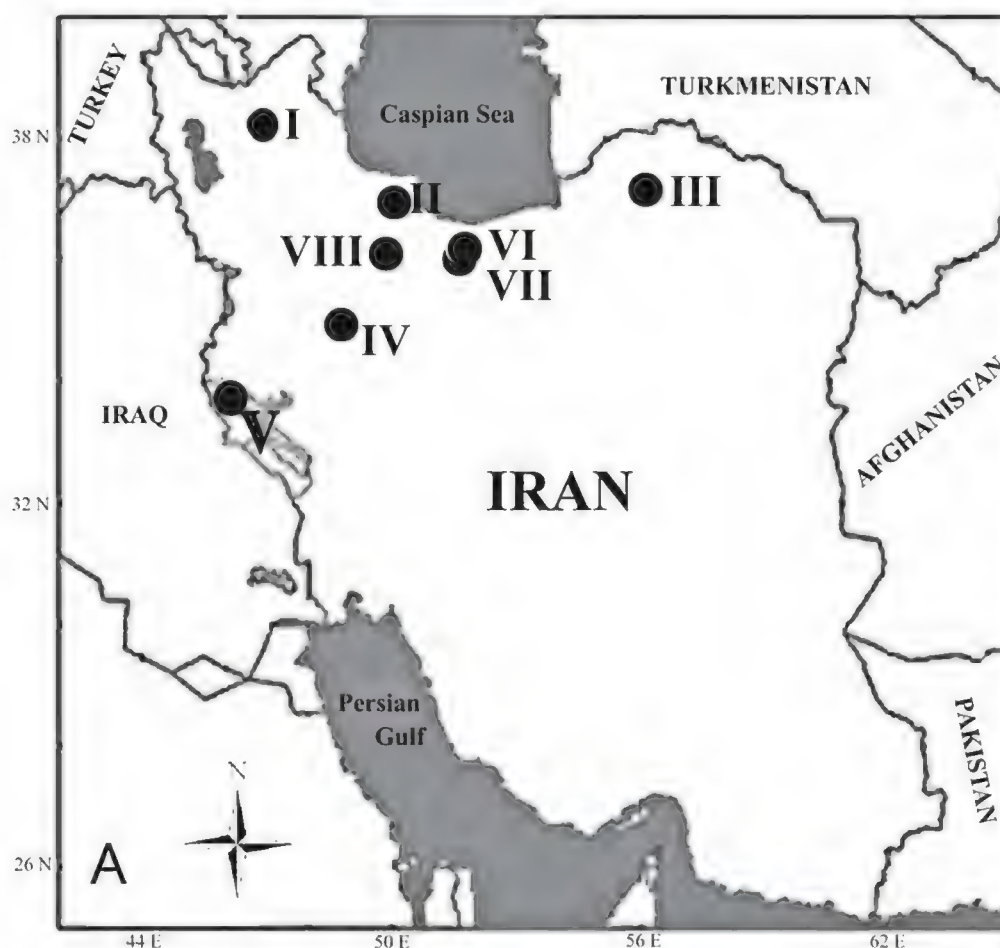 TURKEY
Caspian Sea
TURKMENISTAN
38 N
I
II
III
VIII
VI
VII
IV
IRAQ
V
AFGHANISTAN
IRAN
32 N
Persian
Gulf
PAKISTAN
N
A
26 N
44 E
50 E
56 E
62 E